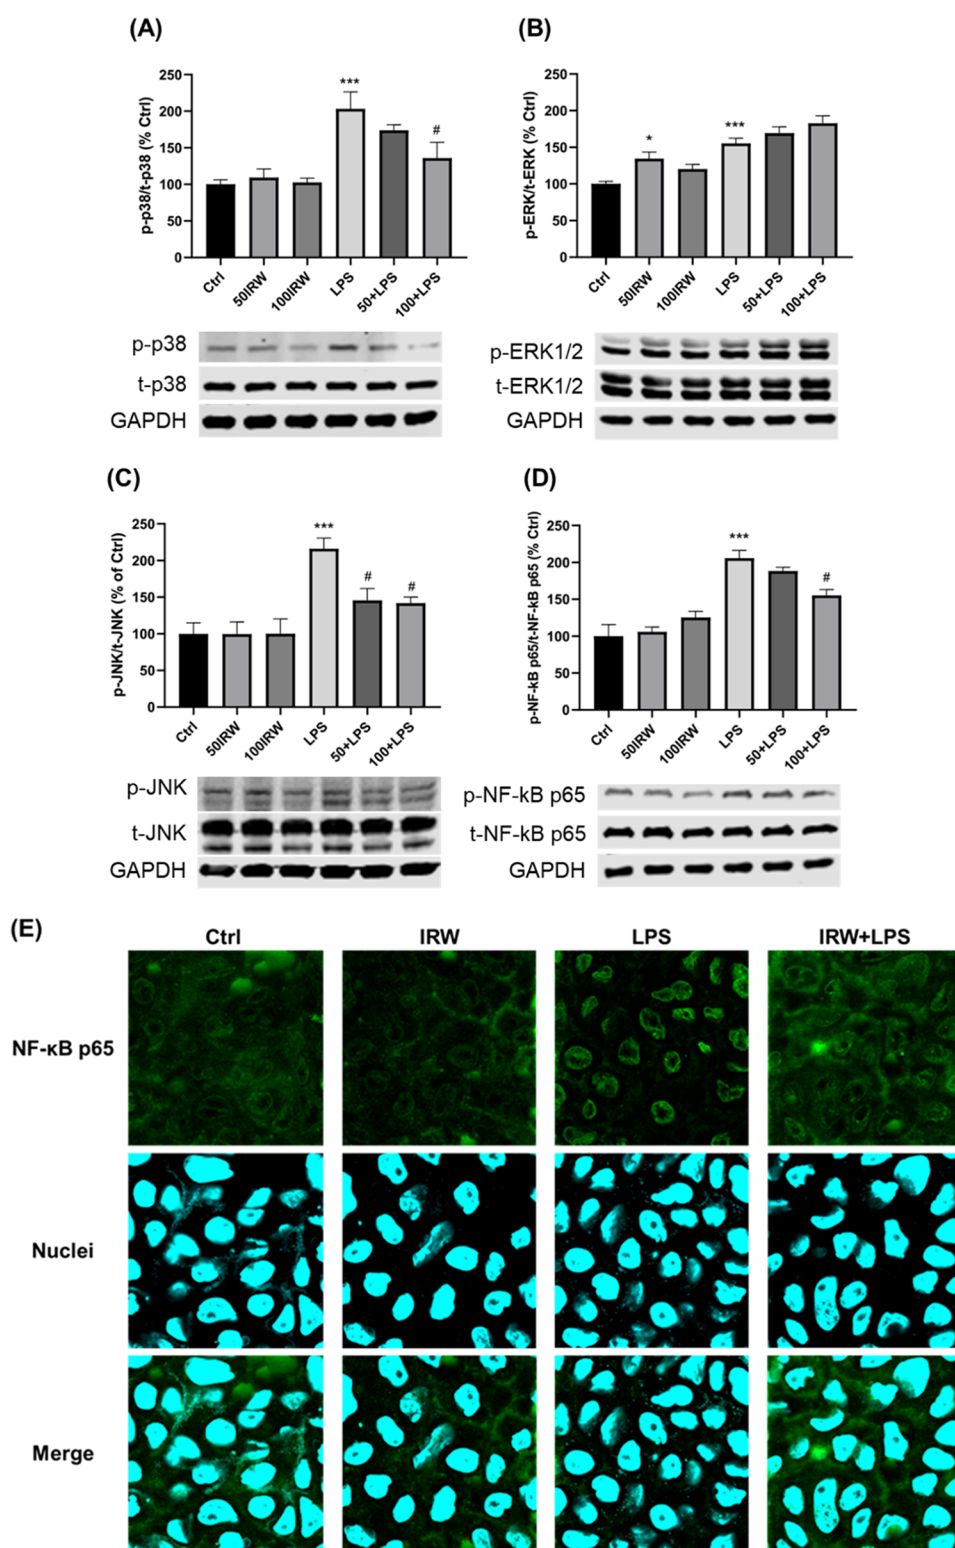 (A)
p-p38/t-p38 (% Ctrl)
250
200
150
100
50
0
***
#
Ctrl
50IRW
100IRW
LPS
50+LPS
100+LPS
p-p38
t-p38
GAPDH
(B)
p-ERK/t-ERK (% Ctrl)
250
200
150
100
50
0
*
***
Ctrl
50IRW
100IRW
LPS
50+LPS
100+LPS
p-ERK1/2
t-ERK1/2
GAPDH
(C)
p-JNK/t-JNK (% of Ctrl)
250
200
150
100
50
0
***
#
#
Ctrl
50IRW
100IRW
LPS
50+LPS
100+LPS
p-JNK
t-JNK
GAPDH
(D)
p-NF-kB p65/t-NF-kB p65 (% Ctrl)
250
200
150
100
50
0
***
#
Ctrl
50IRW
100IRW
LPS
50+LPS
100+LPS
p-NF-kB p65
t-NF-kB p65
GAPDH
(E)
Ctrl
IRW
LPS
IRW+LPS
NF-κB p65
Nuclei
Merge